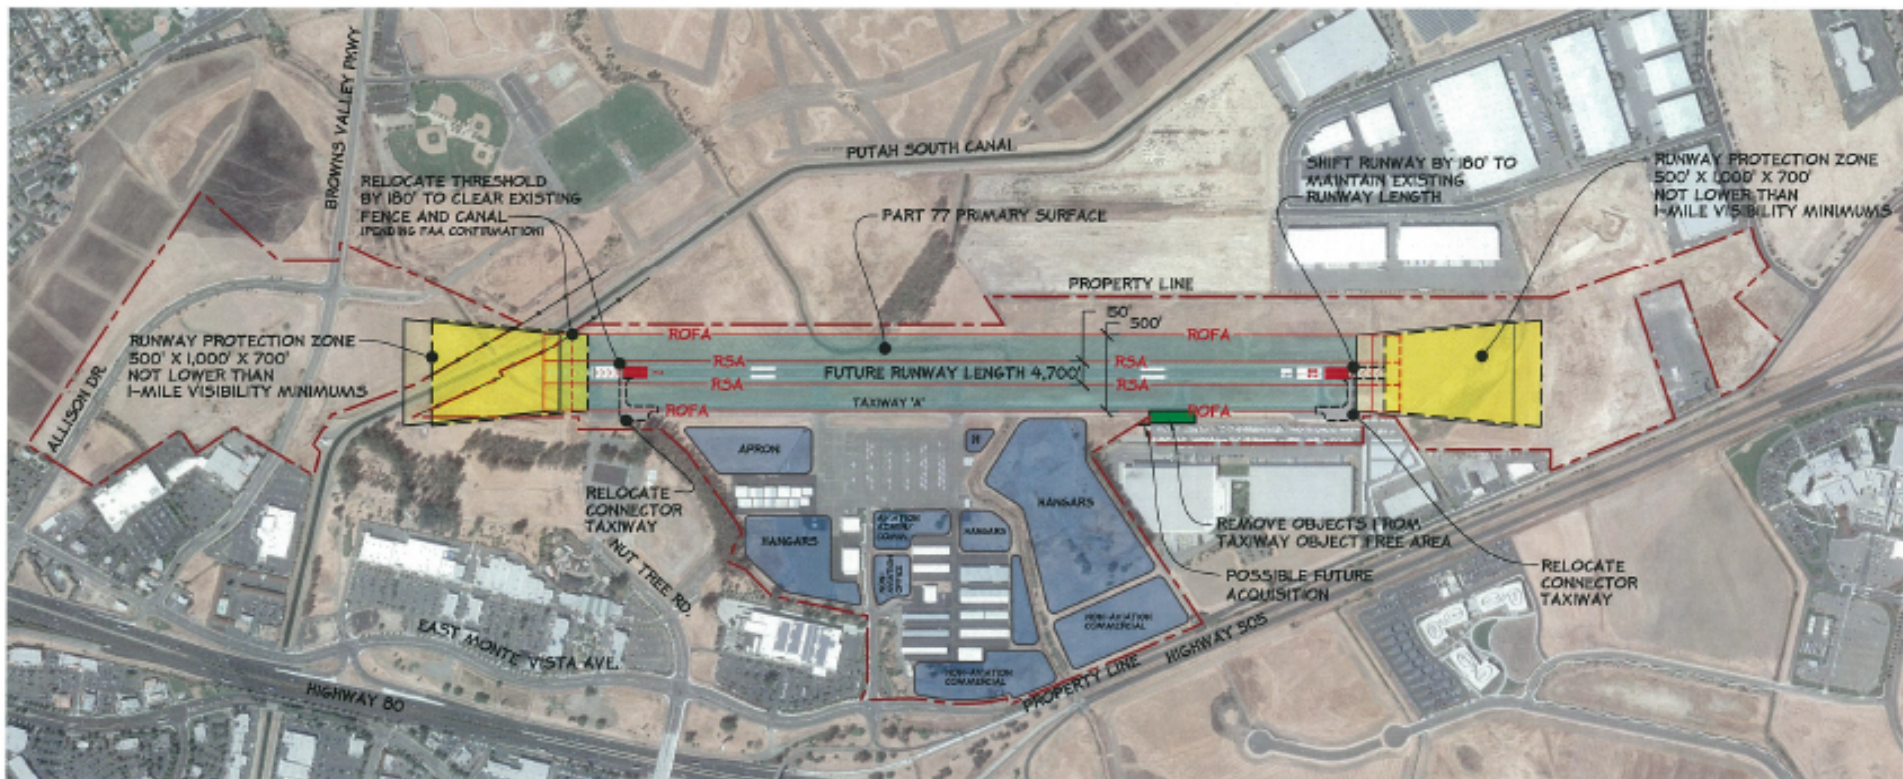 BROWNS VALLEY PKWY
PUTAH SOUTH CANAL
RELOCATE THRESHOLD
BY 180' TO CLEAR EXISTING
FENCE AND CANAL
(PENDING FAA CONFIRMATION)
PART 77 PRIMARY SURFACE
SHIFT RUNWAY BY 180' TO
MAINTAIN EXISTING
RUNWAY LENGTH
RUNWAY PROTECTION ZONE
500' X 1,000' X 700'
NOT LOWER THAN
1-MILE VISIBILITY MINIMUMS
PROPERTY LINE
150'
500'
RUNWAY PROTECTION ZONE
500' X 1,000' X 700'
NOT LOWER THAN
1-MILE VISIBILITY MINIMUMS
ALLISON DR
ROFA
ROFA
RSA
RSA
FUTURE RUNWAY LENGTH 4,700'
RSA
RSA
TAXIWAY 'A'
ROFA
ROFA
APRON
H
HANGARS
RELOCATE
CONNECTOR
TAXIWAY
HANGARS
HANGARS
NON-AVIATION
OFFICE
REMOVE OBJECTS FROM
TAXIWAY OBJECT FREE AREA
POSSIBLE FUTURE
ACQUISITION
RELOCATE
CONNECTOR
TAXIWAY
NUT TREE RD.
NON-AVIATION
COMMERCIAL
EAST MONTE VISTA AVE.
NON-AVIATION
COMMERCIAL
PROPERTY LINE
HIGHWAY 505
HIGHWAY 80